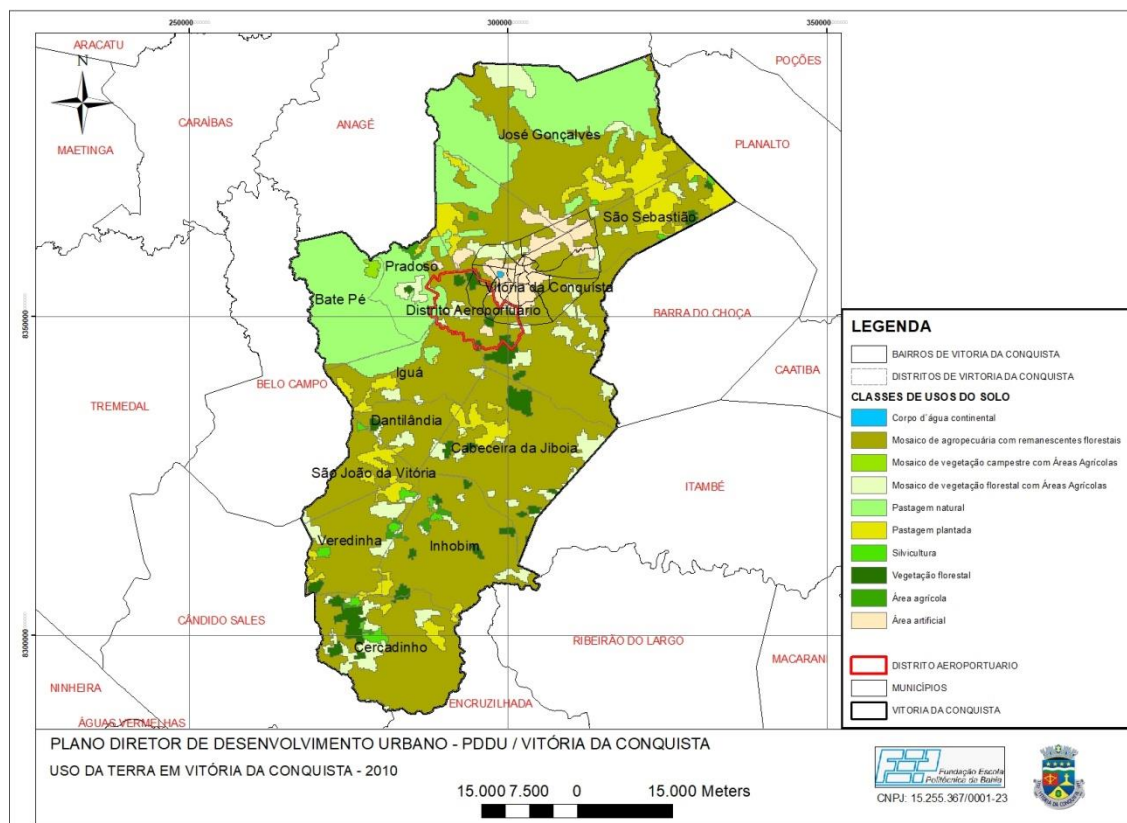 250000
300000
350000
ARACATU
N
POÇÕES
CARAÍBAS
ANAGÉ
MAETINGA
José Gonçalves
PLANALTO
São Sebastião
Pradoso
Bate Pé
Vitória da Conquista
Distrito Aeroportuário
8350000
BARRA DO CHOÇA
BELO CAMPO
Iguá
CAATIBA
TREMEDAL
Dantilândia
Cabeceira da Jiboia
São João da Vitória
ITAMBÉ
Veredinha
Inhobim
CÂNDIDO SALES
8300000
RIBEIRÃO DO LARGO
Cercadinho
MACARANI
NINHEIRA
ENCRUZILHADA
ÁGUAS VERMELHAS
LEGENDA
BAIRROS DE VITORIA DA CONQUISTA
DISTRITOS DE VIRTORIA DA CONQUISTA
CLASSES DE USOS DO SOLO
Corpo d`água continental
Mosaico de agropecuária com remanescentes florestais
Mosaico de vegetação campestre com Áreas Agrícolas
Mosaico de vegetação florestal com Áreas Agrícolas
Pastagem natural
Pastagem plantada
Silvicultura
Vegetação florestal
Área agrícola
Área artificial
DISTRITO AEROPORTUARIO
MUNICÍPIOS
VITORIA DA CONQUISTA
PLANO DIRETOR DE DESENVOLVIMENTO URBANO - PDDU / VITÓRIA DA CONQUISTA
USO DA TERRA EM VITÓRIA DA CONQUISTA - 2010
15.000 7.500 0 15.000 Meters
Fundação Escola
Politécnica da Bahia
CNPJ: 15.255.367/0001-23